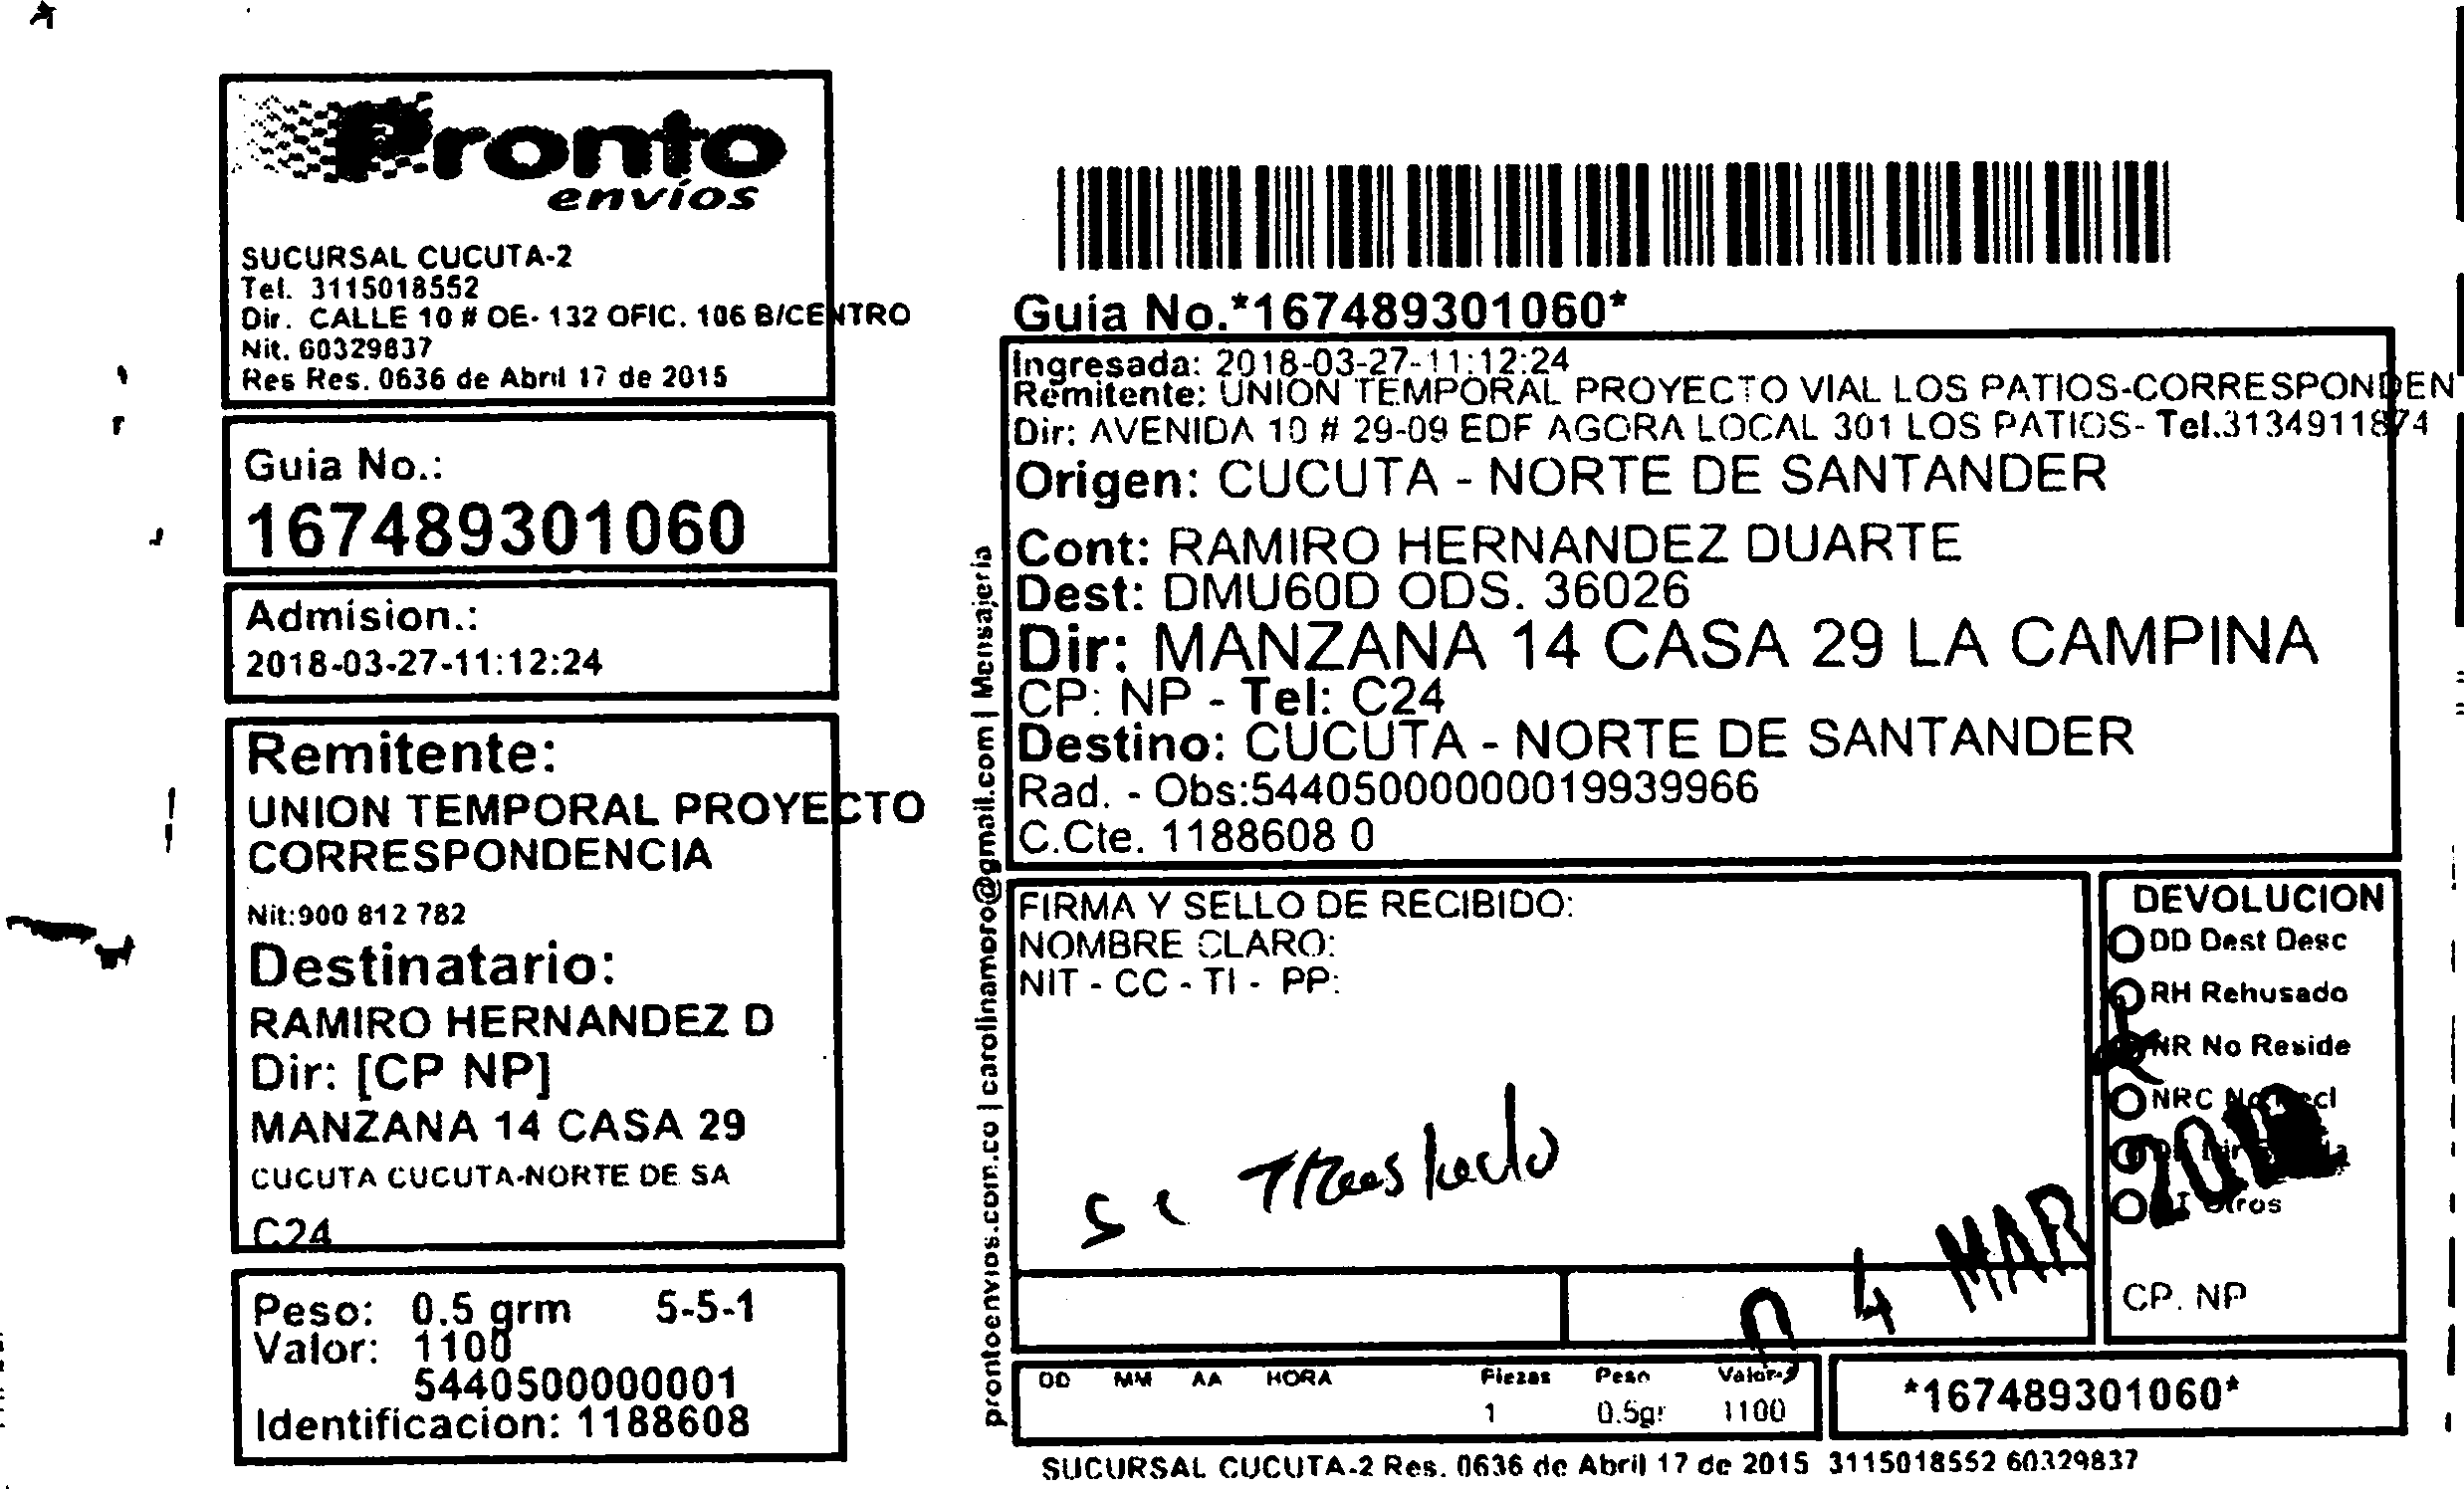 Pronto
envíos
SUCURSAL CUCUTA-2
Tel. 3115018552
Dir. CALLE 10 # OE- 132 OFIC. 106 B/CENTRO
Nit. 60329837
Res Res. 0636 de Abril 17 de 2015
Guia No.:
167489301060
Admision.:
2018-03-27-11:12:24
Remitente:
UNION TEMPORAL PROYECTO
CORRESPONDENCIA
Nit:900 812 782
Destinatario:
RAMIRO HERNANDEZ D
Dir: [CP NP]
MANZANA 14 CASA 29
CUCUTA CUCUTA-NORTE DE SA
C24
Peso: 0.5 grm 5-5-1
Valor: 1100
5440500000001
Identificacion: 1188608
prontoenvios.com.co | carolinamoro@gmail.com | Mensajeria
Guia No.*167489301060*
Ingresada: 2018-03-27-11:12:24
Remitente: UNION TEMPORAL PROYECTO VIAL LOS PATIOS-CORRESPONDEN
Dir: AVENIDA 10 # 29-09 EDF AGORA LOCAL 301 LOS PATIOS- Tel.3134911874
Origen: CUCUTA - NORTE DE SANTANDER
Cont: RAMIRO HERNANDEZ DUARTE
Dest: DMU60D ODS. 36026
Dir: MANZANA 14 CASA 29 LA CAMPINA
CP: NP - Tel: C24
Destino: CUCUTA - NORTE DE SANTANDER
Rad. - Obs:544050000000019939966
C.Cte. 1188608 0
FIRMA Y SELLO DE RECIBIDO:
NOMBRE CLARO:
NIT - CC - TI - PP:
DEVOLUCION
DD Dest Desc
RH Rehusado
NR No Reside
NRC
CP. NP
4 MAR
DD MM AA HORA Piezas Peso Valor
1 0.5gr 1100
*167489301060*
SUCURSAL CUCUTA-2 Res. 0636 de Abril 17 de 2015 3115018552 60329837